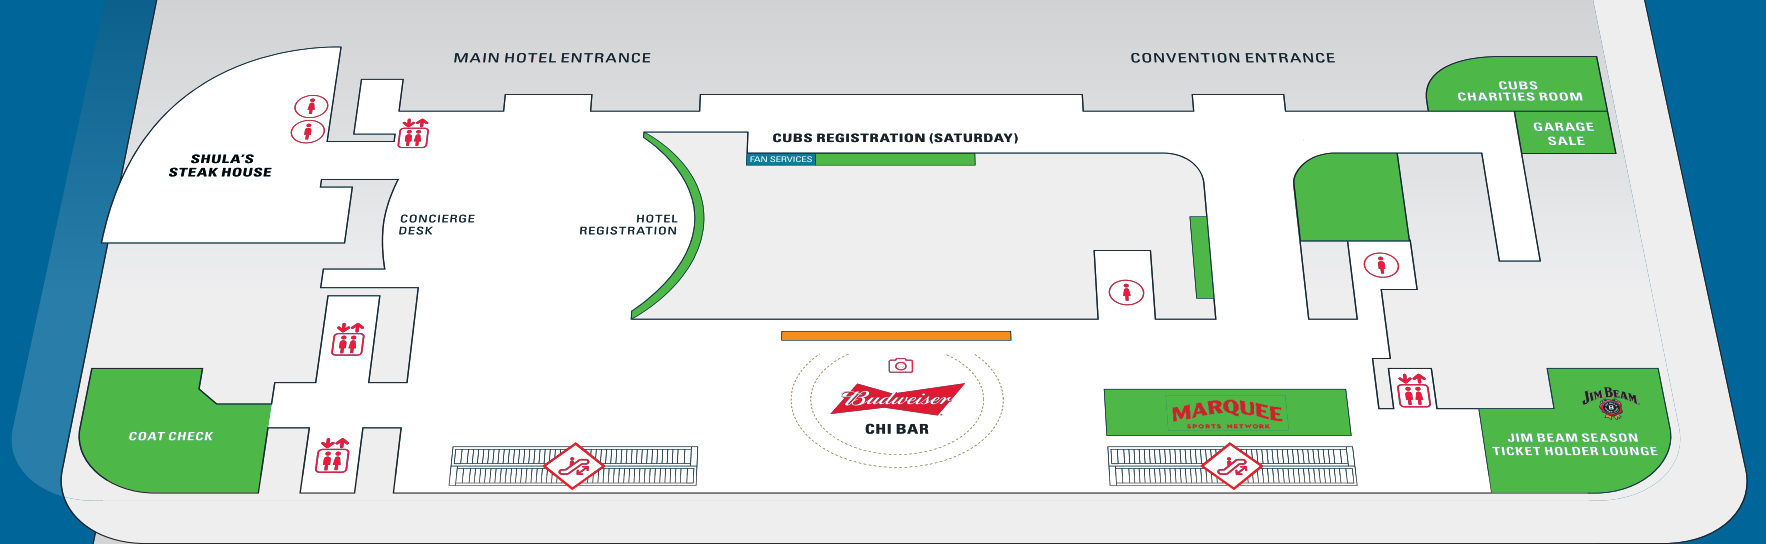 MAIN HOTEL ENTRANCE
CONVENTION ENTRANCE
CUBS
CHARITIES ROOM
GARAGE
SALE
CUBS REGISTRATION (SATURDAY)
FAN SERVICES
SHULA'S
STEAK HOUSE
CONCIERGE
DESK
HOTEL
REGISTRATION
Budweiser
CHI BAR
MARQUEE
SPORTS NETWORK
JIM BEAM
JIM BEAM SEASON
TICKET HOLDER LOUNGE
COAT CHECK